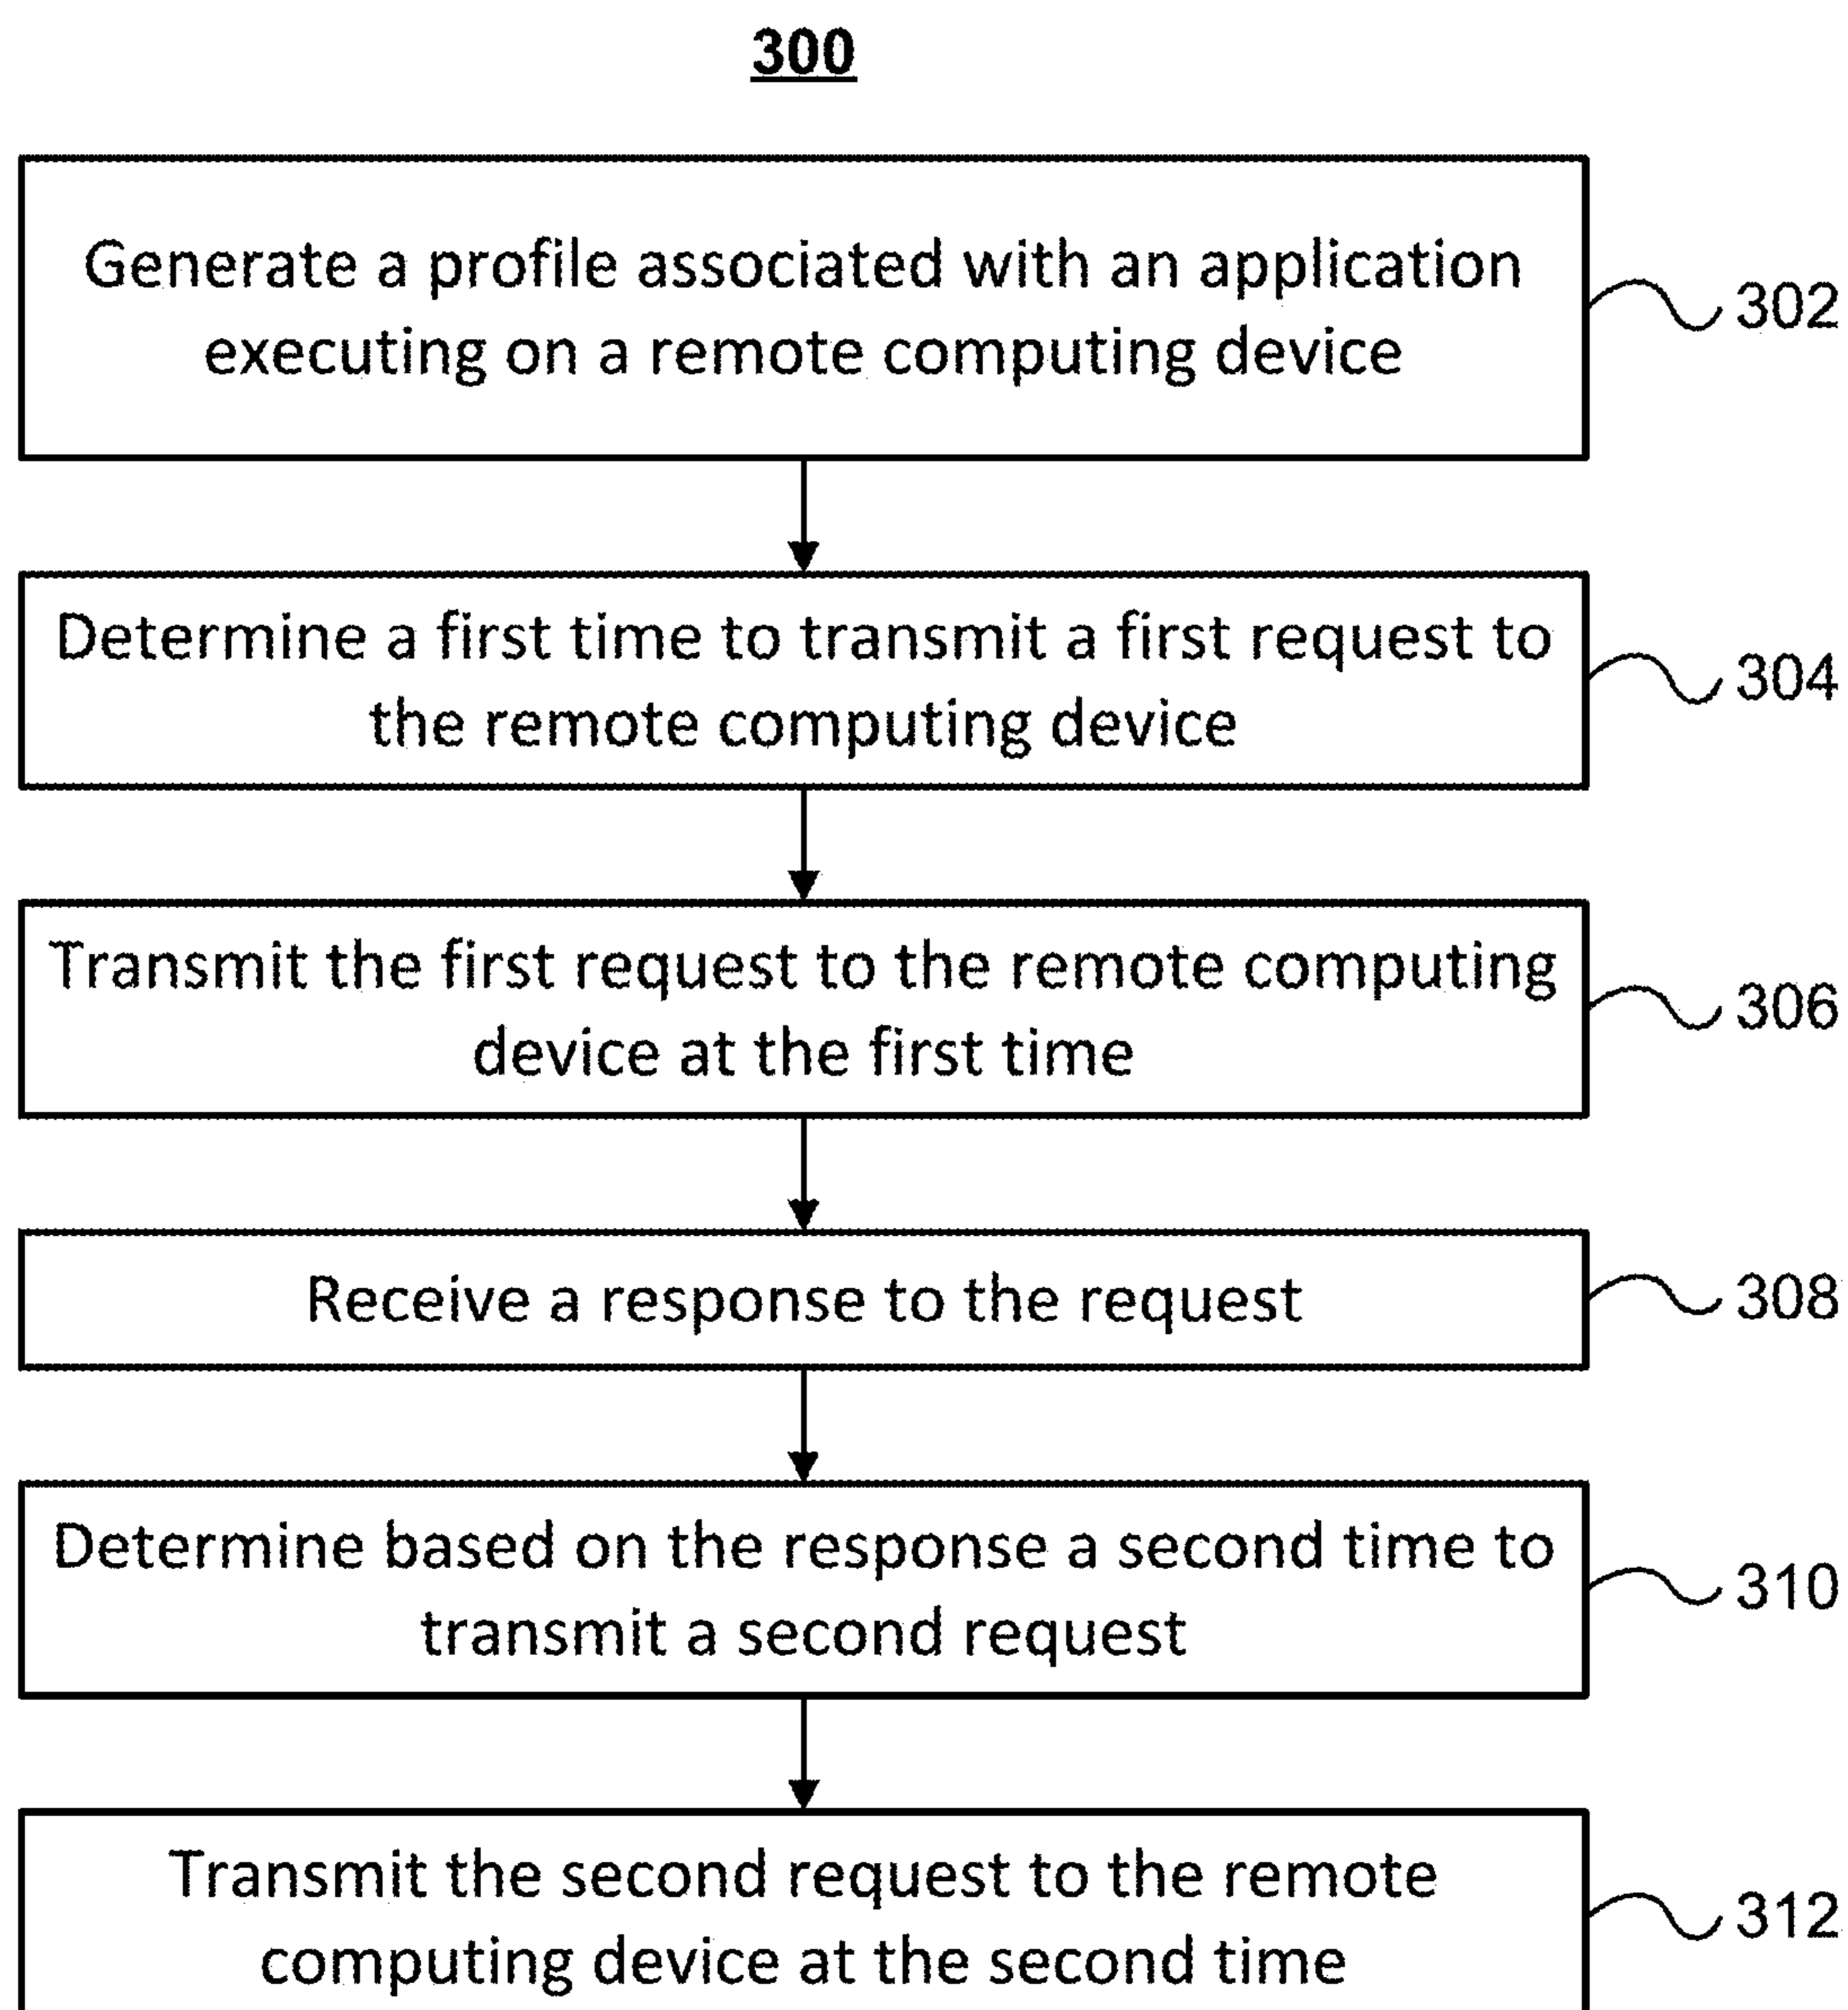 300
Generate a profile associated with an application
executing on a remote computing device
302
Determine a first time to transmit a first request to
the remote computing device
304
Transmit the first request to the remote computing
device at the first time
306
Receive a response to the request
308
Determine based on the response a second time to
transmit a second request
310
Transmit the second request to the remote
computing device at the second time
312